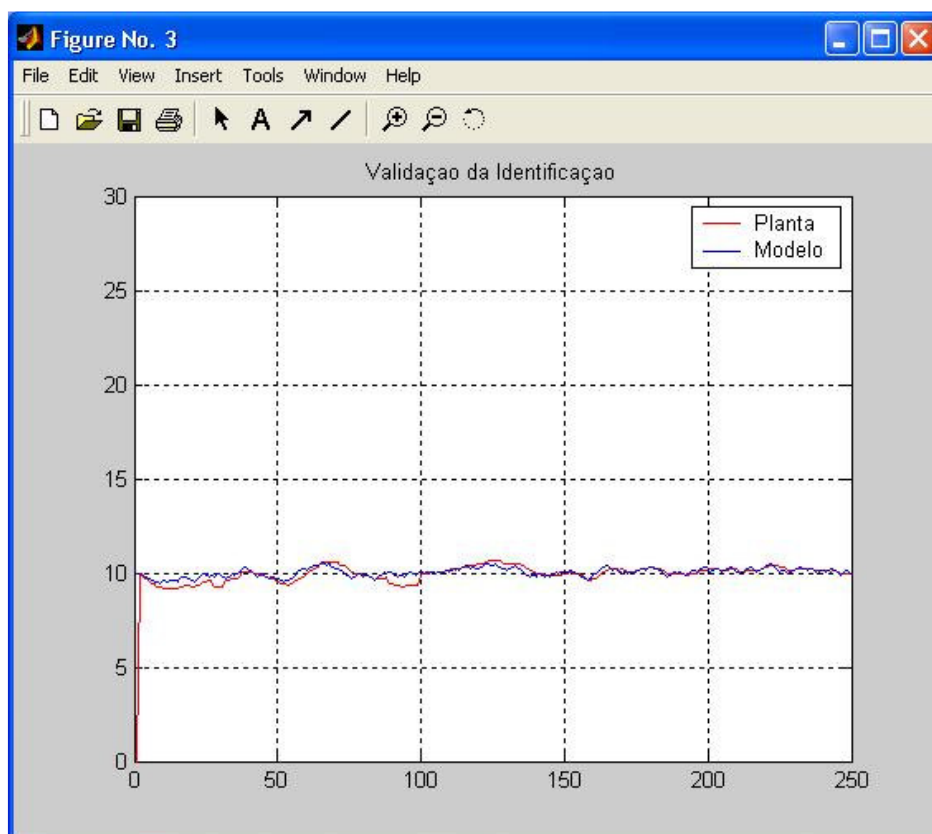 Figure No. 3
File Edit View Insert Tools Window Help
A
Validaçao da Identificaçao
30
25
20
15
10
5
0
Planta
Modelo
0 50 100 150 200 250